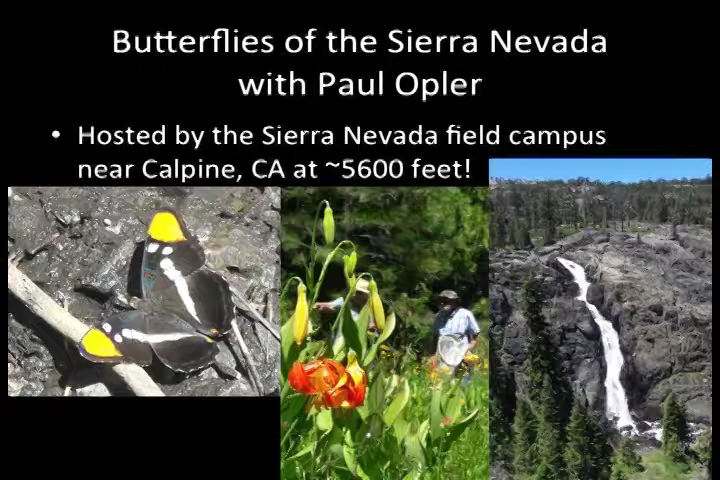 Butterflies of the Sierra Nevada
with Paul Opler
• Hosted by the Sierra Nevada field campus
near Calpine, CA at ~5600 feet!